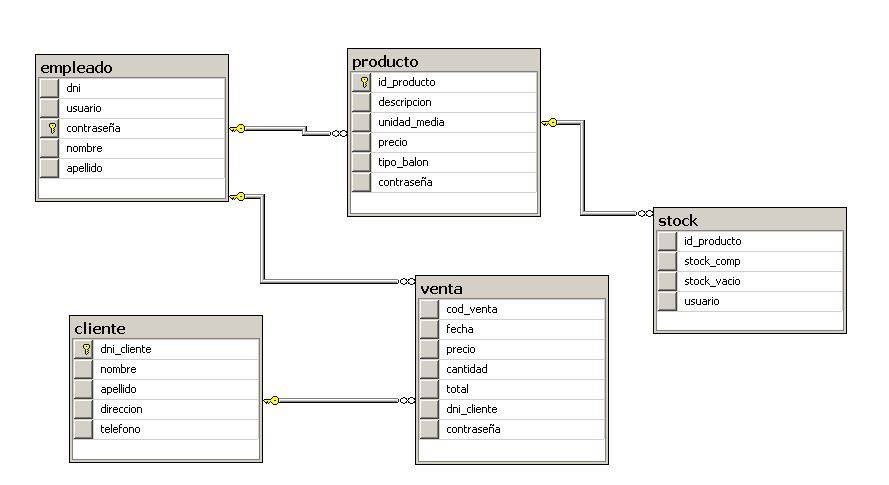 empleado
dni
usuario
contraseña
nombre
apellido
producto
id_producto
descripcion
unidad_media
precio
tipo_balon
contraseña
stock
id_producto
stock_comp
stock_vacio
usuario
venta
cod_venta
fecha
precio
cantidad
total
dni_cliente
contraseña
cliente
dni_cliente
nombre
apellido
direccion
telefono